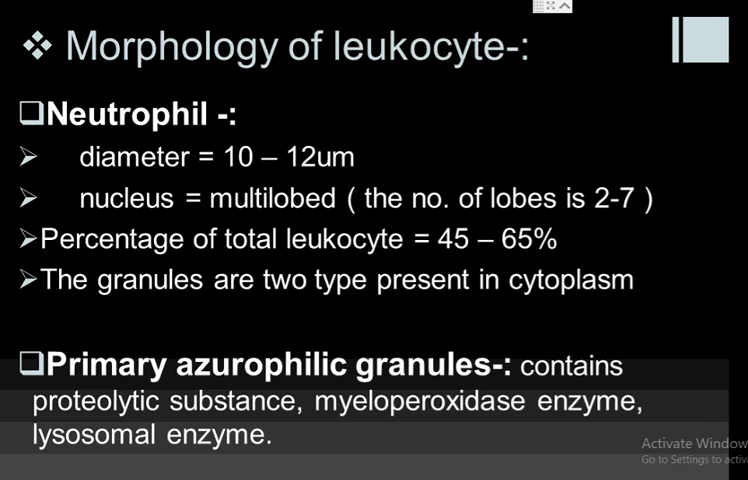 ❖ Morphology of leukocyte-:
❑Neutrophil -:
➢ diameter = 10 – 12um
➢ nucleus = multilobed ( the no. of lobes is 2-7 )
➢Percentage of total leukocyte = 45 – 65%
➢The granules are two type present in cytoplasm
❑Primary azurophilic granules-: contains
proteolytic substance, myeloperoxidase enzyme,
lysosomal enzyme.
Activate Window
Go to Settings to activ